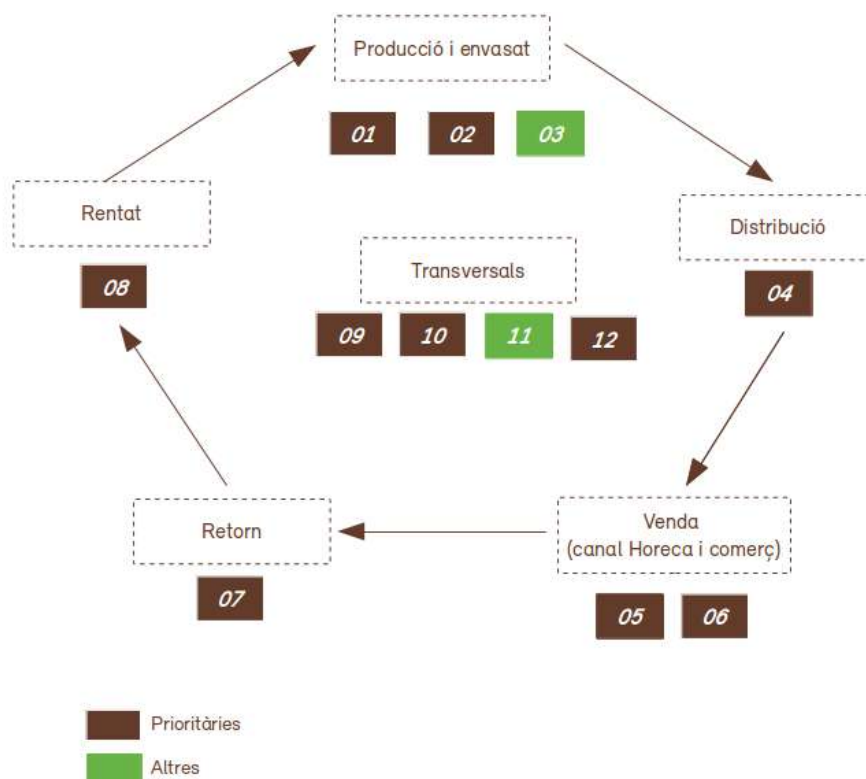 Producció i envasat
01 02 03
Rentat
08
Distribució
04
Transversals
09 10 11 12
Retorn
07
Venda
(canal Horeca i comerç)
05 06
Prioritàries
Altres